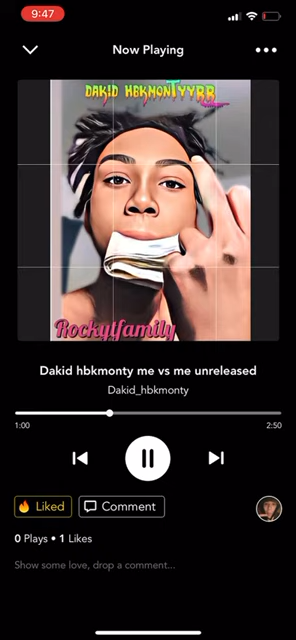 9:47
Now Playing
DAKID HBKMONTYYRR
Rockytfamily
Dakid hbkmonty me vs me unreleased
Dakid_hbkmonty
1:00
2:50
Liked
Comment
0 Plays • 1 Likes
Show some love, drop a comment...